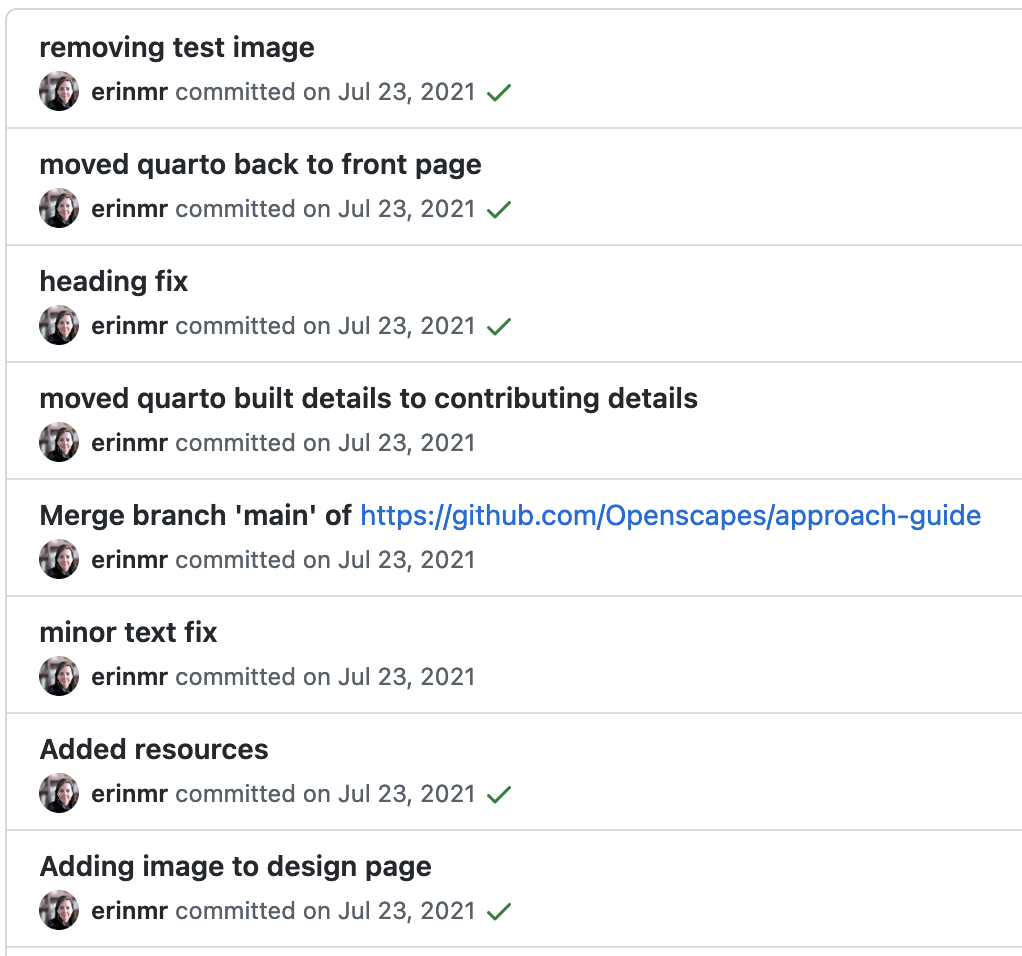 removing test image
erinmr committed on Jul 23, 2021
moved quarto back to front page
erinmr committed on Jul 23, 2021
heading fix
erinmr committed on Jul 23, 2021
moved quarto built details to contributing details
erinmr committed on Jul 23, 2021
Merge branch 'main' of https://github.com/Openscapes/approach-guide
erinmr committed on Jul 23, 2021
minor text fix
erinmr committed on Jul 23, 2021
Added resources
erinmr committed on Jul 23, 2021
Adding image to design page
erinmr committed on Jul 23, 2021